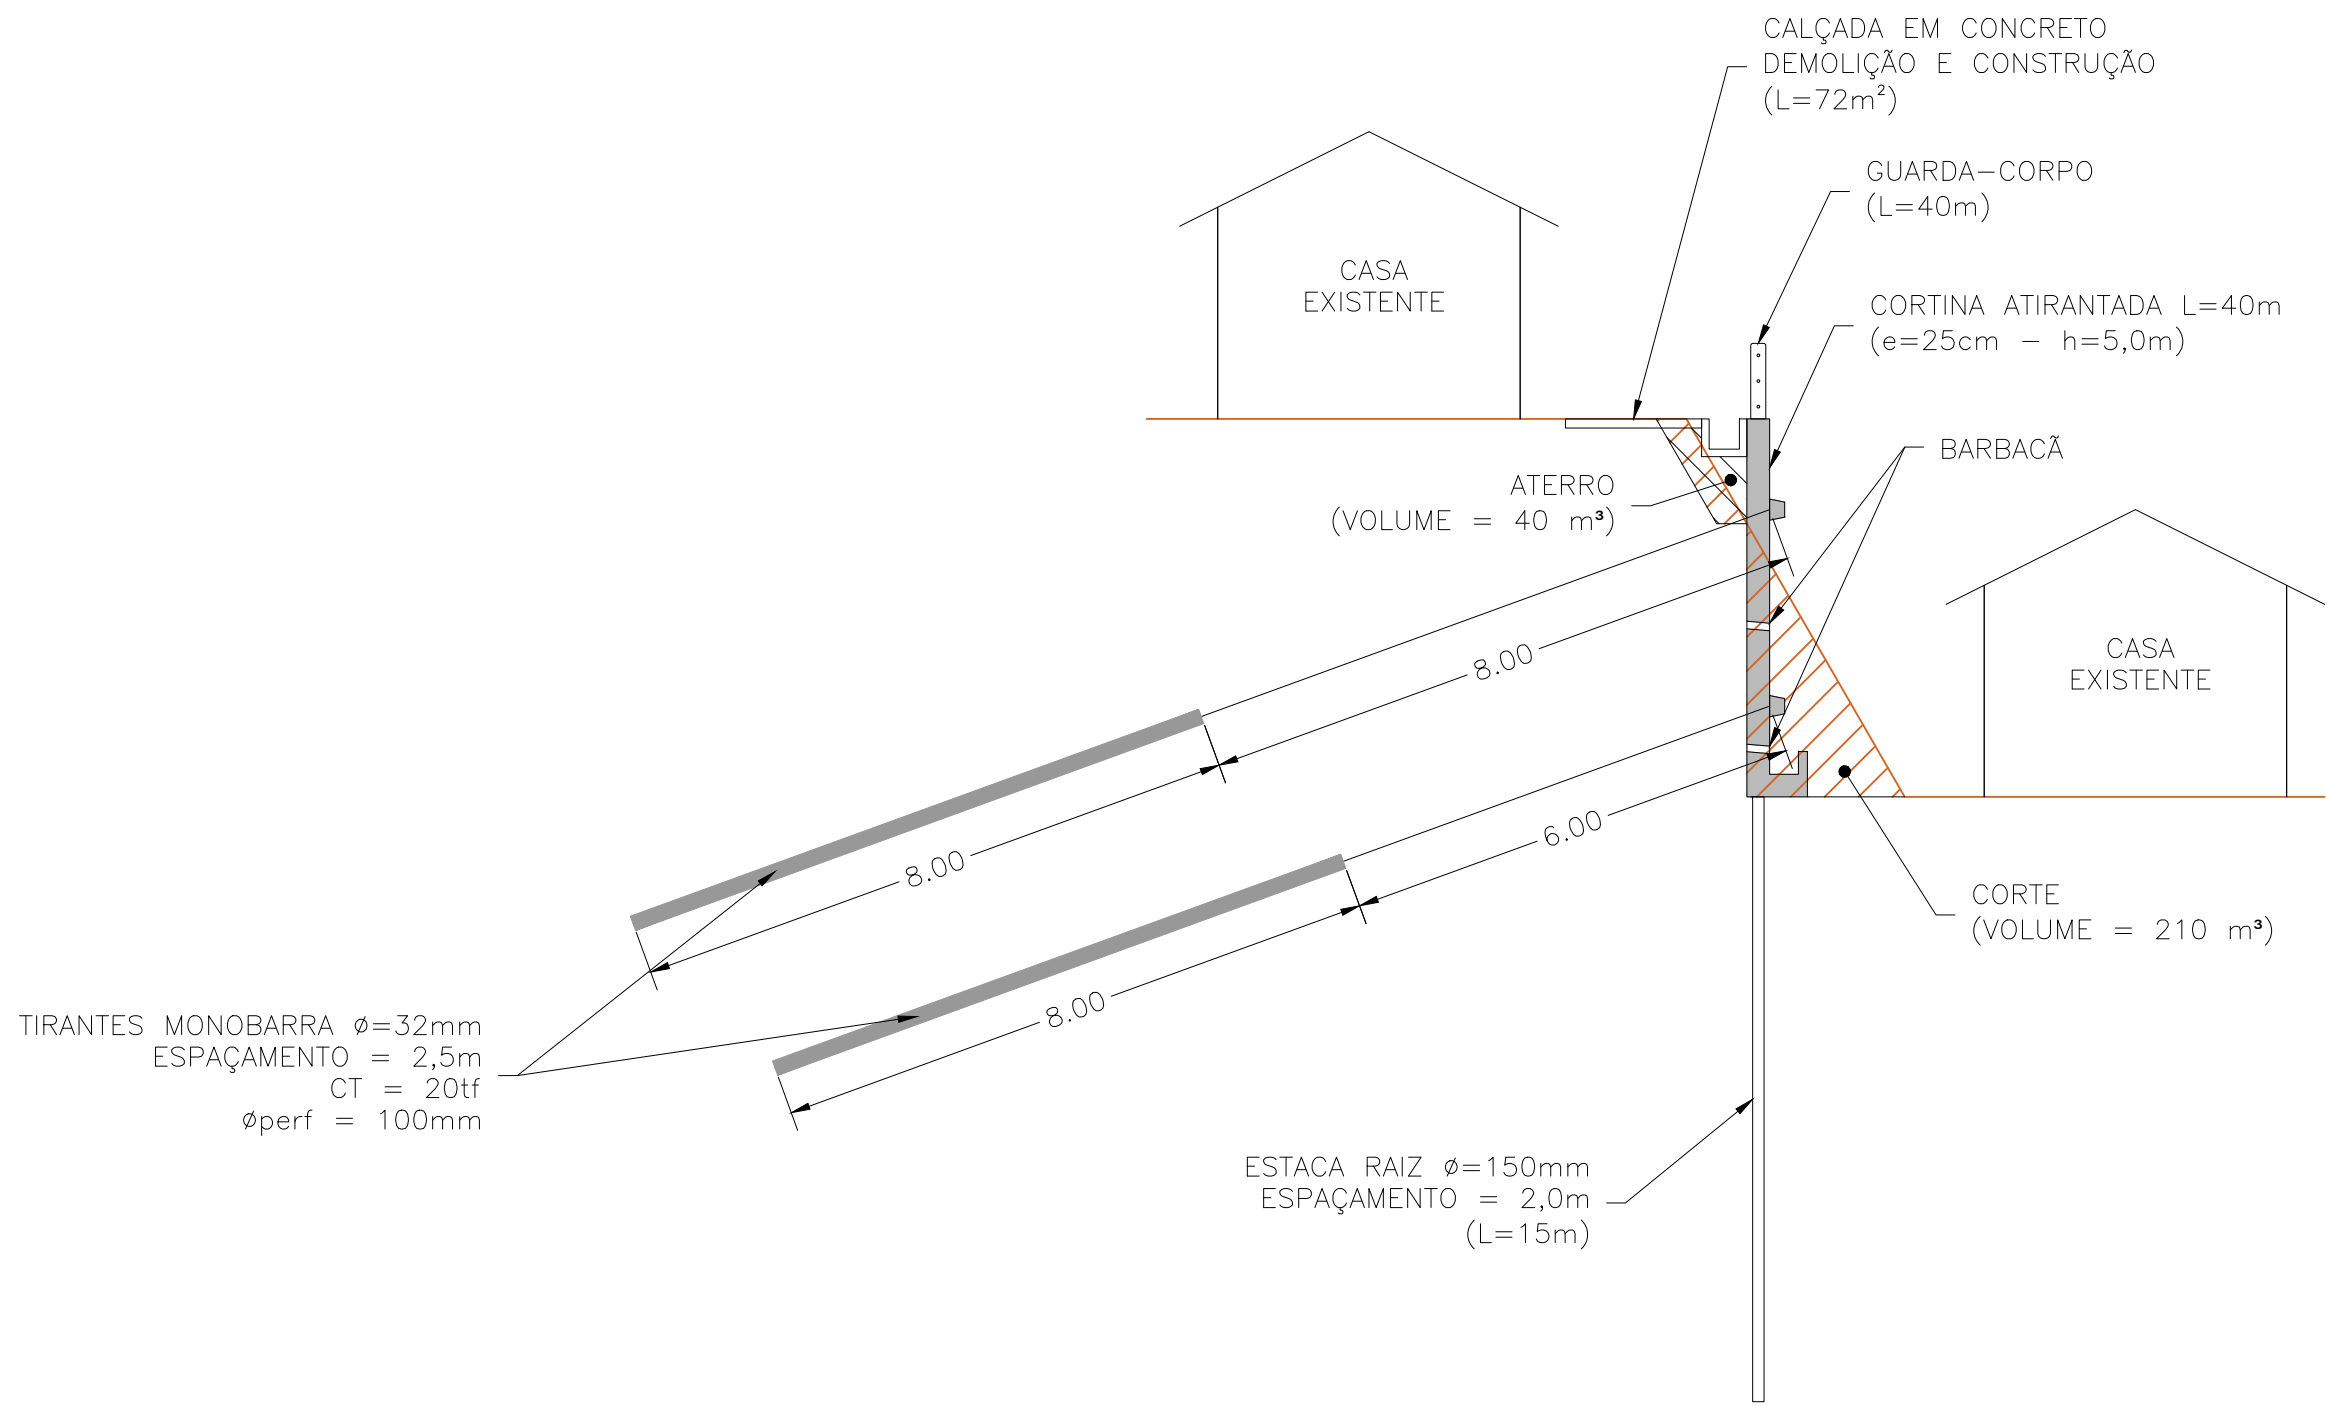 CALÇADA EM CONCRETO
DEMOLIÇÃO E CONSTRUÇÃO
(L=72m²)
GUARDA-CORPO
(L=40m)
CASA
EXISTENTE
CORTINA ATIRANTADA L=40m
(e=25cm - h=5,0m)
BARBACÃ
ATERRO
(VOLUME = 40 m³)
CASA
EXISTENTE
8.00
6.00
8.00
8.00
CORTE
(VOLUME = 210 m³)
TIRANTES MONOBARRA ø=32mm
ESPAÇAMENTO = 2,5m
CT = 20tf
øperf = 100mm
ESTACA RAIZ ø=150mm
ESPAÇAMENTO = 2,0m
(L=15m)